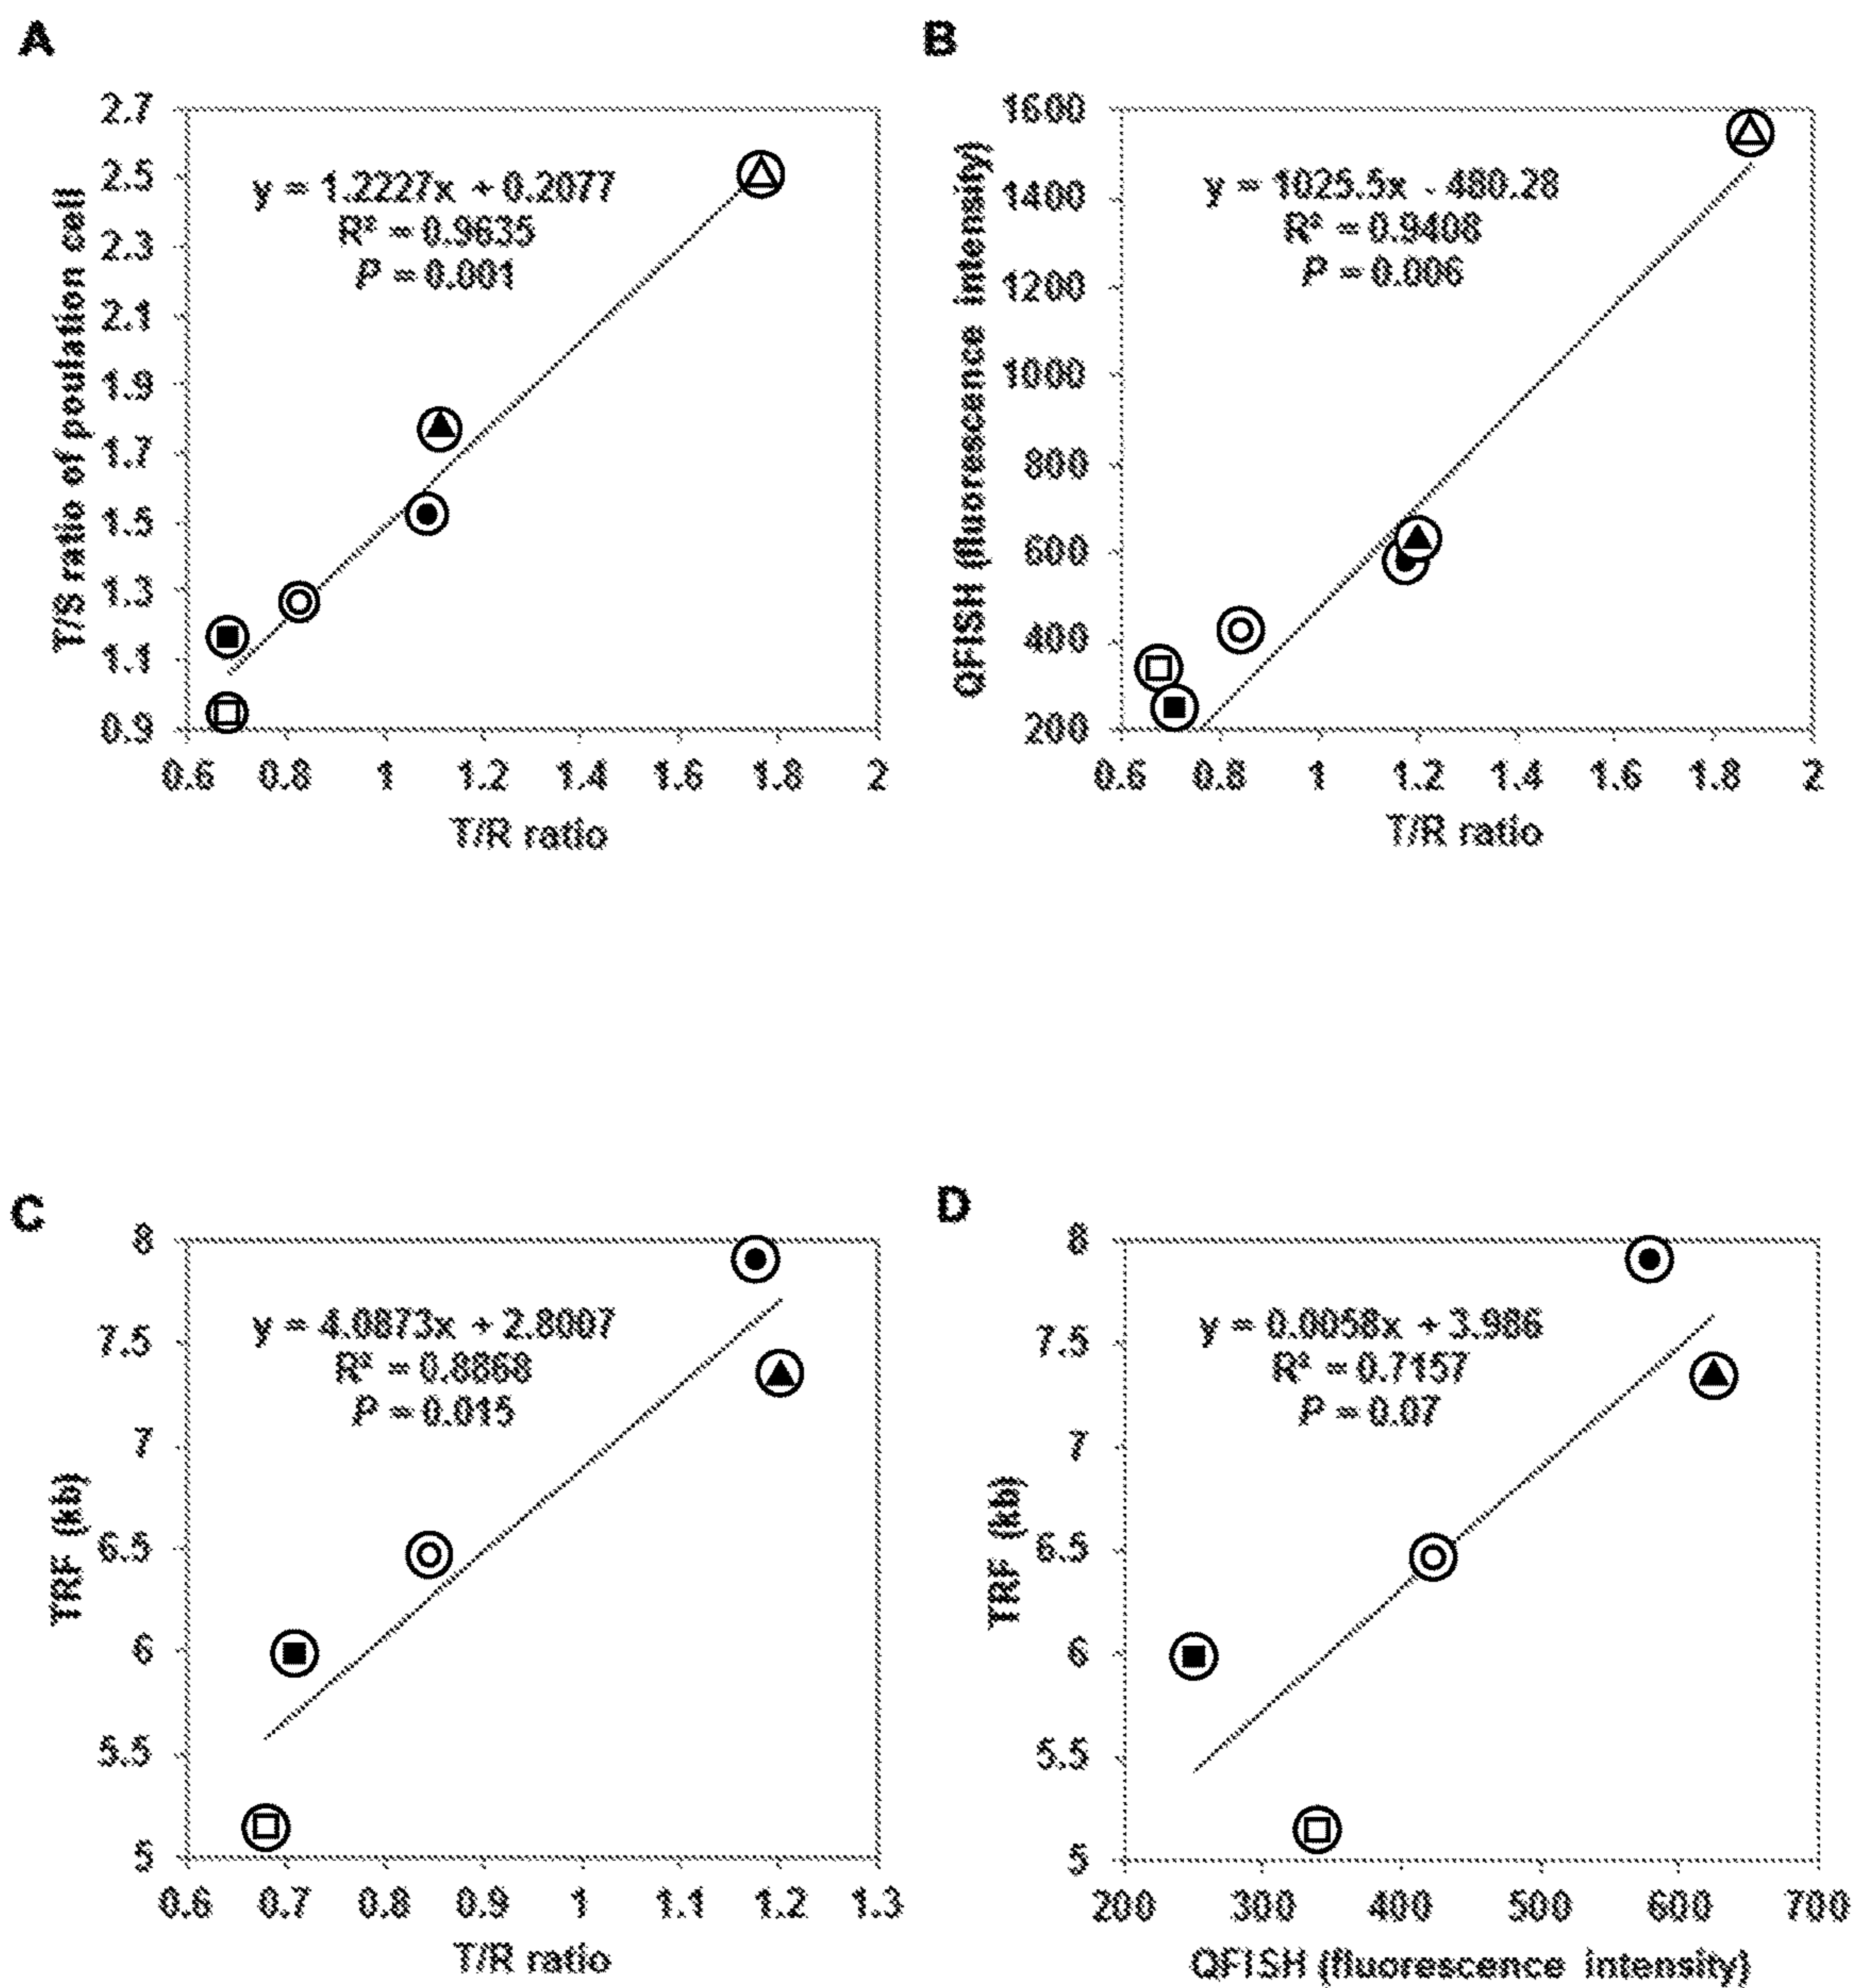 A
2.7
2.5
2.3
2.1
1.9
1.7
1.5
1.3
1.1
0.9
T/S ratio of poulation cell
y = 1.2227x + 0.2077
R² = 0.9635
P = 0.001
0.6 0.8 1 1.2 1.4 1.6 1.8 2
T/R ratio
B
1600
1400
1200
1000
800
600
400
200
QFISH (fluorescence intensity)
y = 1025.5x - 480.28
R² = 0.9408
P = 0.006
0.6 0.8 1 1.2 1.4 1.6 1.8 2
T/R ratio
C
8
7.5
7
6.5
6
5.5
5
TRF (kb)
y = 4.0873x + 2.8007
R² = 0.8868
P = 0.015
0.6 0.7 0.8 0.9 1 1.1 1.2 1.3
T/R ratio
D
8
7.5
7
6.5
6
5.5
5
TRF (kb)
y = 0.0058x + 3.986
R² = 0.7157
P = 0.07
200 300 400 500 600 700
QFISH (fluorescence intensity)